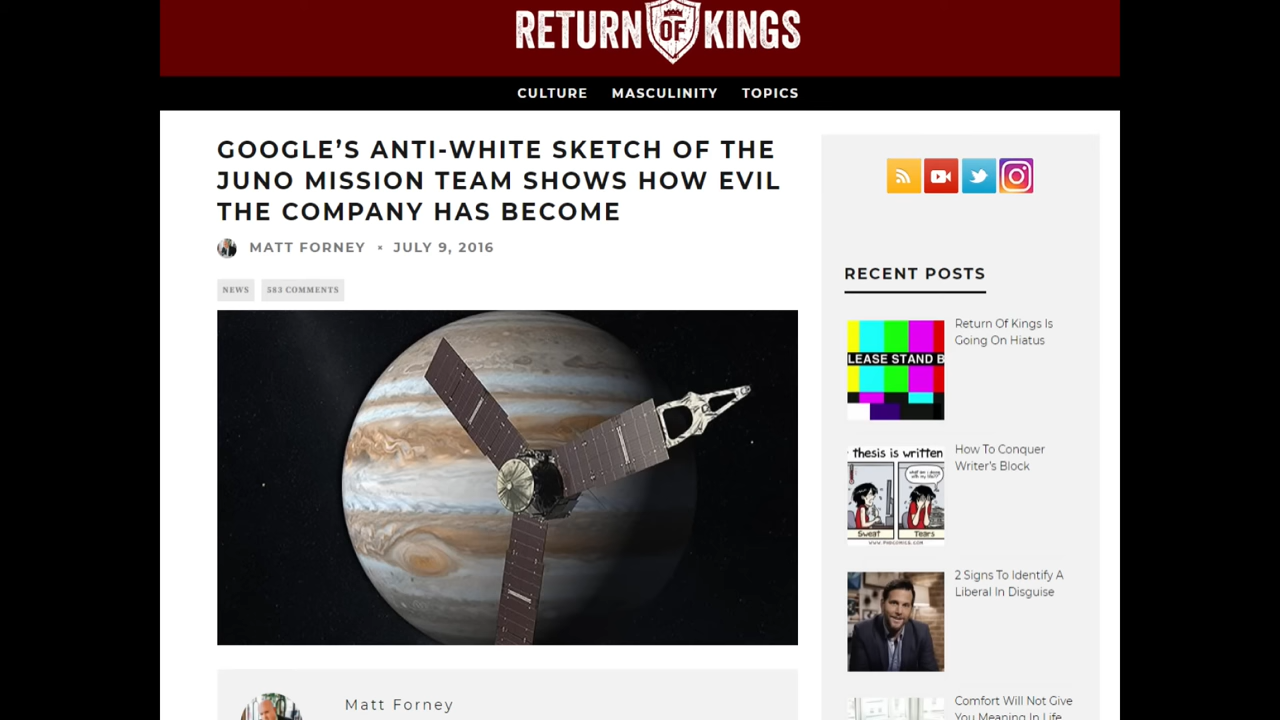 RETURN OF KINGS
CULTURE MASCULINITY TOPICS
GOOGLE'S ANTI-WHITE SKETCH OF THE
JUNO MISSION TEAM SHOWS HOW EVIL
THE COMPANY HAS BECOME
MATT FORNEY × JULY 9, 2016
NEWS 583 COMMENTS
Matt Forney
RECENT POSTS
LEASE STAND B
Return Of Kings Is
Going On Hiatus
thesis is written
Sweat Tears
WWW.PHDCOMICS.COM
How To Conquer
Writer's Block
2 Signs To Identify A
Liberal In Disguise
Comfort Will Not Give
You Meaning In Life